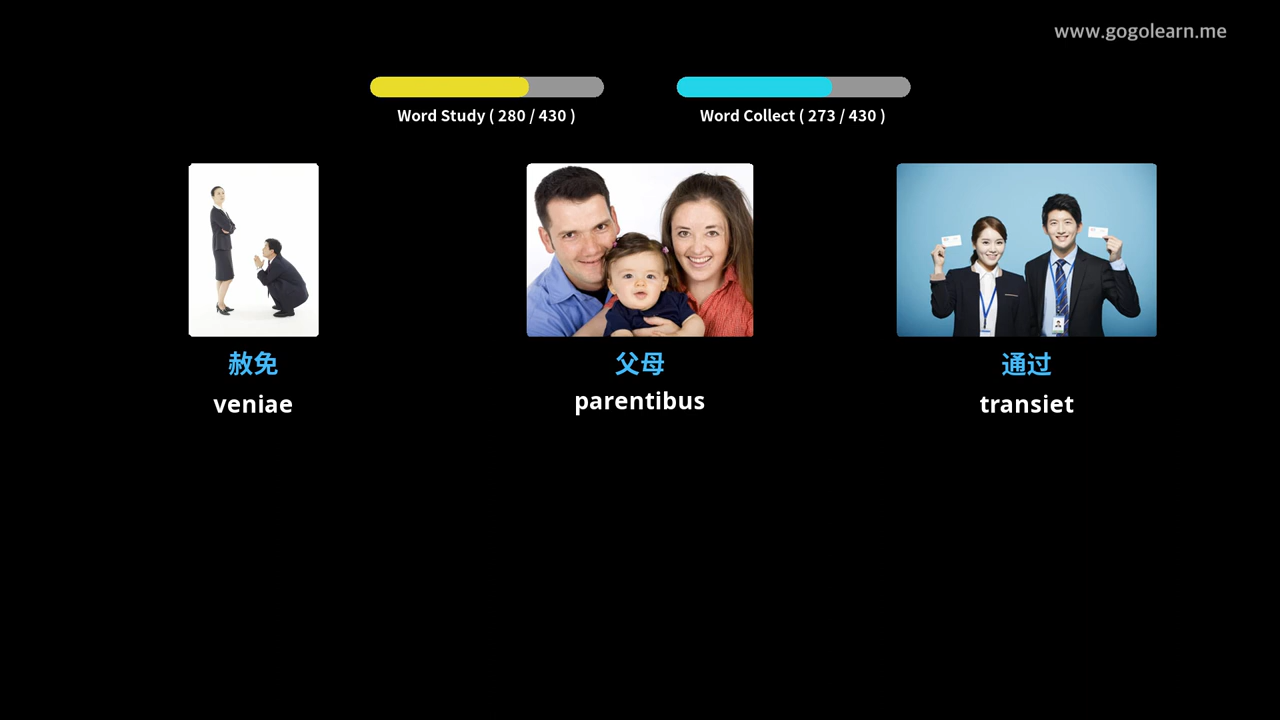 www.gogolearn.me
Word Study ( 280 / 430 )
Word Collect ( 273 / 430 )
赦免
父母
通过
veniae
parentibus
transiet